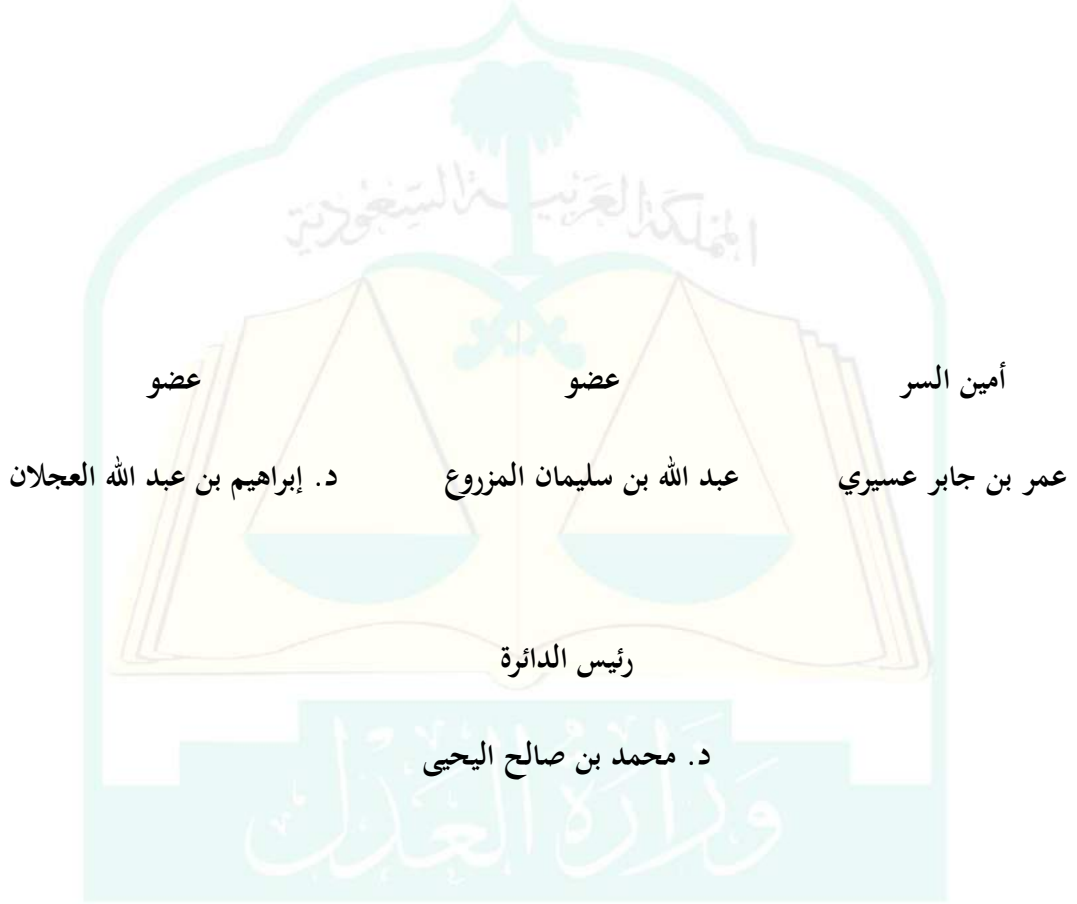 المملكة العربية السعودية
أمين السر عضو عضو
عمر بن جابر عسيري عبد الله بن سليمان المزروع د. إبراهيم بن عبد الله العجلان
رئيس الدائرة
د. محمد بن صالح اليحيى
وزارة العدل